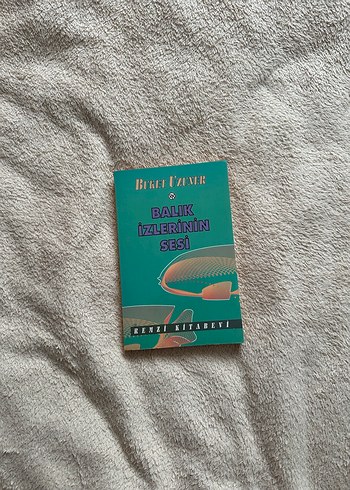 BUKET UZUNER
BALIK
İZLERİNİN
SESİ
REMZİ KİTABEVİ